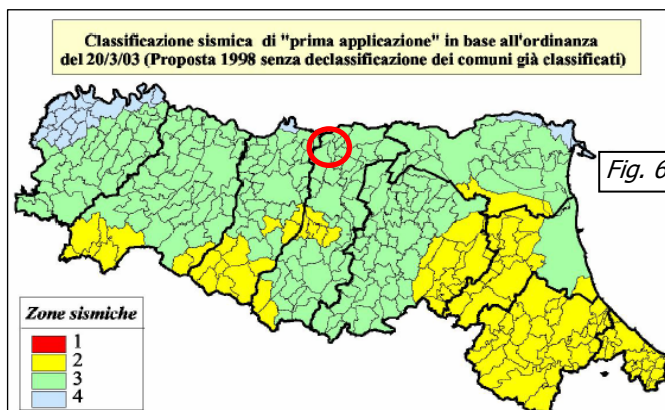 Classificazione sismica di "prima applicazione" in base all'ordinanza
del 20/3/03 (Proposta 1998 senza declassificazione dei comuni già classificati)
Fig. 6
Zone sismiche
1
2
3
4